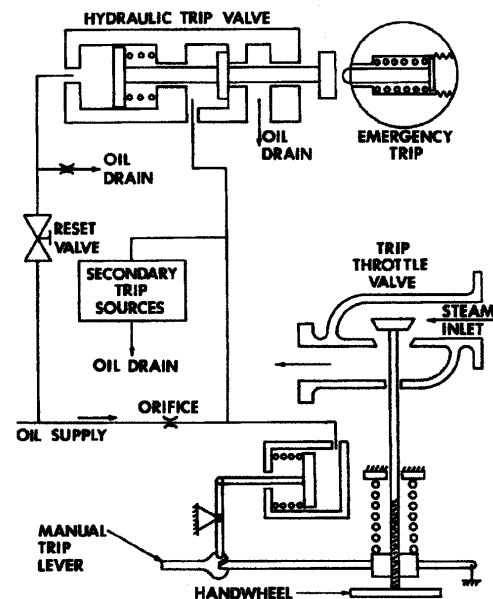 HYDRAULIC TRIP VALVE
OIL
DRAIN
EMERGENCY
TRIP
OIL
DRAIN
RESET
VALVE
SECONDARY
TRIP
SOURCES
TRIP
THROTTLE
VALVE
STEAM
INLET
OIL DRAIN
ORIFICE
OIL SUPPLY
MANUAL
TRIP
LEVER
HANDWHEEL